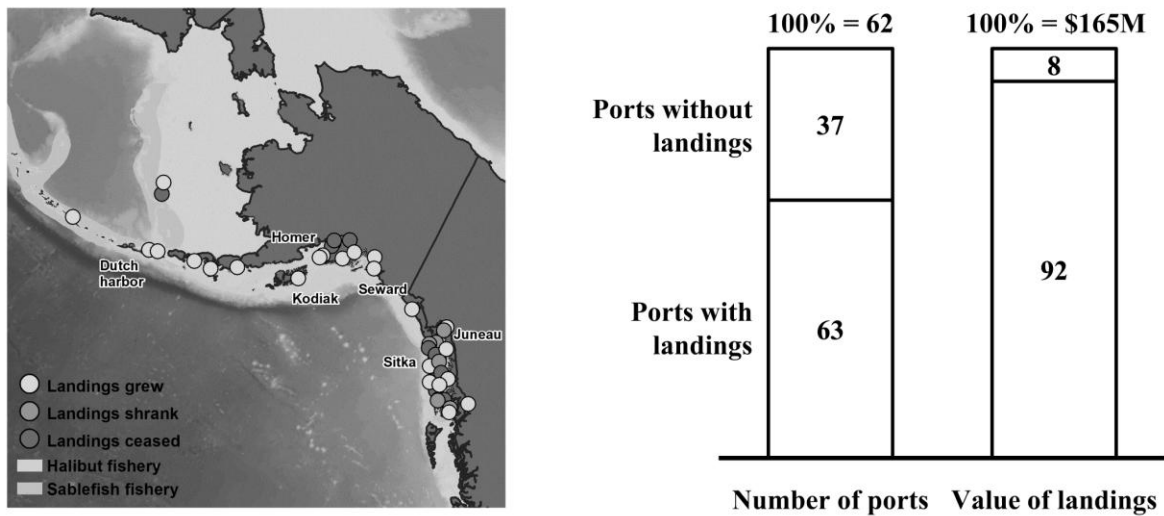 Homer
Dutch
harbor
Kodiak
Seward
Juneau
Sitka
Landings grew
Landings shrank
Landings ceased
Halibut fishery
Sablefish fishery
100% = 62
100% = $165M
Ports without
landings
37
8
Ports with
landings
63
92
Number of ports
Value of landings